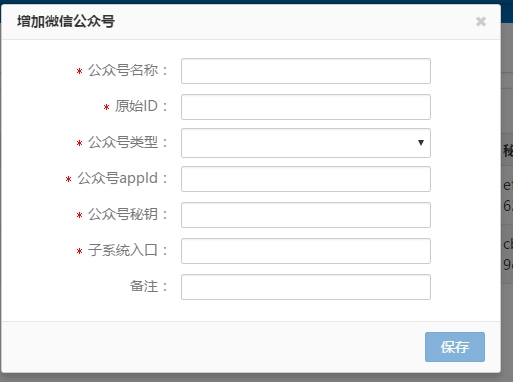 增加微信公众号 ✖
* 公众号名称：
* 原始ID：
* 公众号类型：
* 公众号appId：
* 公众号秘钥：
* 子系统入口：
备注：
保存